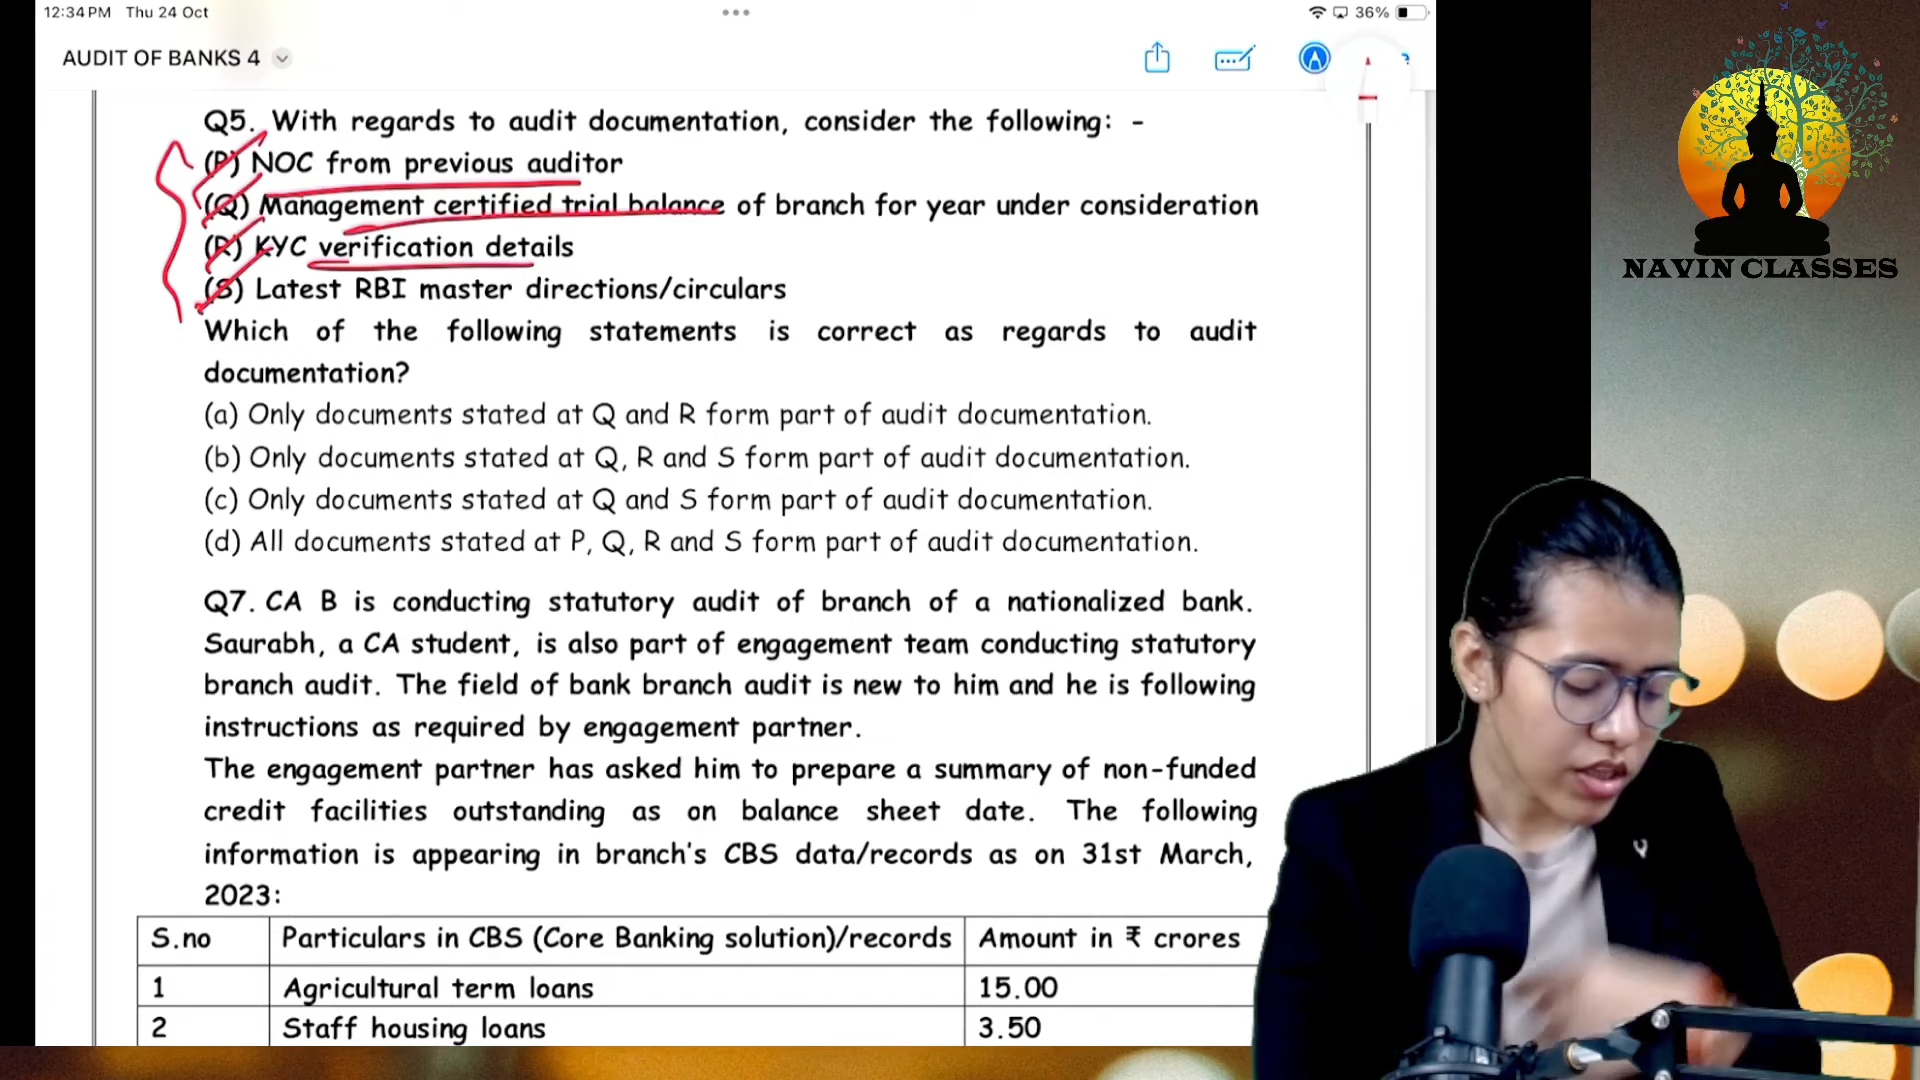 12:34 PM Thu 24 Oct
36%
AUDIT OF BANKS 4
Q5. With regards to audit documentation, consider the following: -
(P) NOC from previous auditor
(Q) Management certified trial balance of branch for year under consideration
(R) KYC verification details
(S) Latest RBI master directions/circulars
Which of the following statements is correct as regards to audit
documentation?
(a) Only documents stated at Q and R form part of audit documentation.
(b) Only documents stated at Q, R and S form part of audit documentation.
(c) Only documents stated at Q and S form part of audit documentation.
(d) All documents stated at P, Q, R and S form part of audit documentation.
Q7. CA B is conducting statutory audit of branch of a nationalized bank.
Saurabh, a CA student, is also part of engagement team conducting statutory
branch audit. The field of bank branch audit is new to him and he is following
instructions as required by engagement partner.
The engagement partner has asked him to prepare a summary of non-funded
credit facilities outstanding as on balance sheet date. The following
information is appearing in branch's CBS data/records as on 31st March,
2023:
S.no Particulars in CBS (Core Banking solution)/records Amount in ₹ crores
1 Agricultural term loans 15.00
2 Staff housing loans 3.50
NAVIN CLASSES